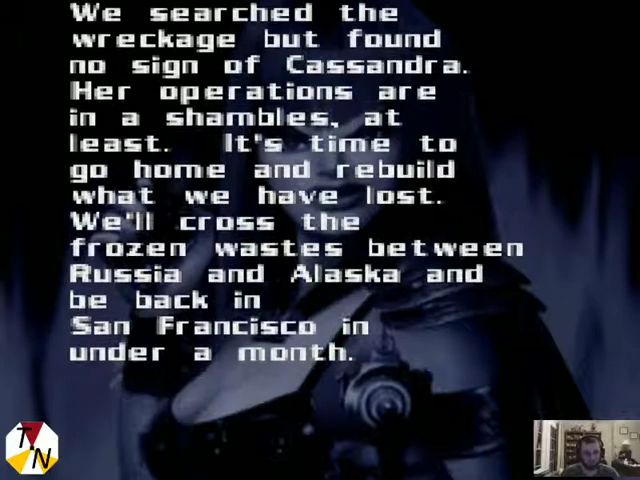 We searched the
wreckage but found
no sign of Cassandra.
Her operations are
in a shambles, at
least. It's time to
go home and rebuild
what we have lost.
We'll cross the
frozen wastes between
Russia and Alaska and
be back in
San Francisco in
under a month.
T.N